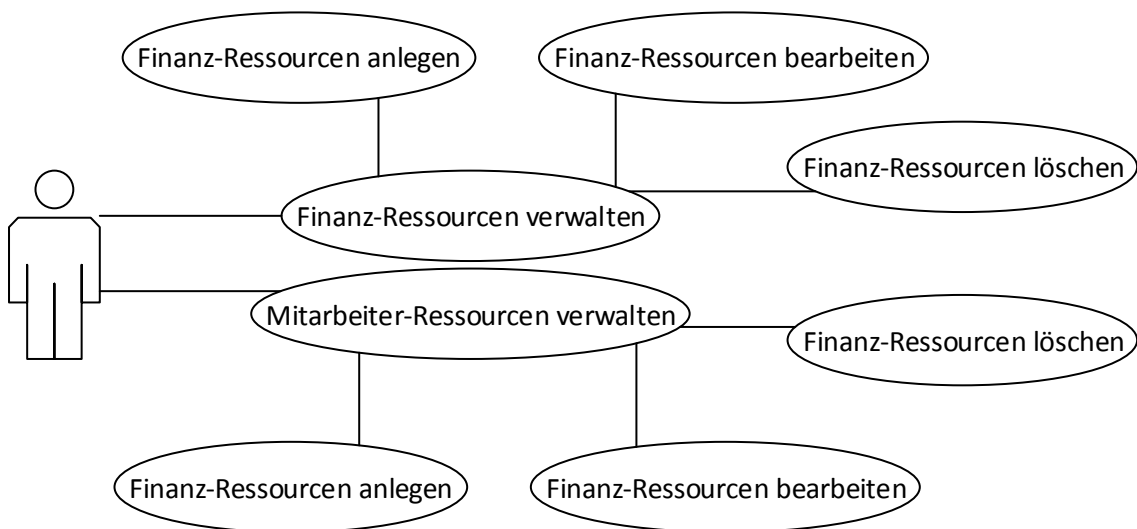 Finanz-Ressourcen anlegen
Finanz-Ressourcen bearbeiten
Finanz-Ressourcen löschen
Finanz-Ressourcen verwalten
Mitarbeiter-Ressourcen verwalten
Finanz-Ressourcen löschen
Finanz-Ressourcen anlegen
Finanz-Ressourcen bearbeiten